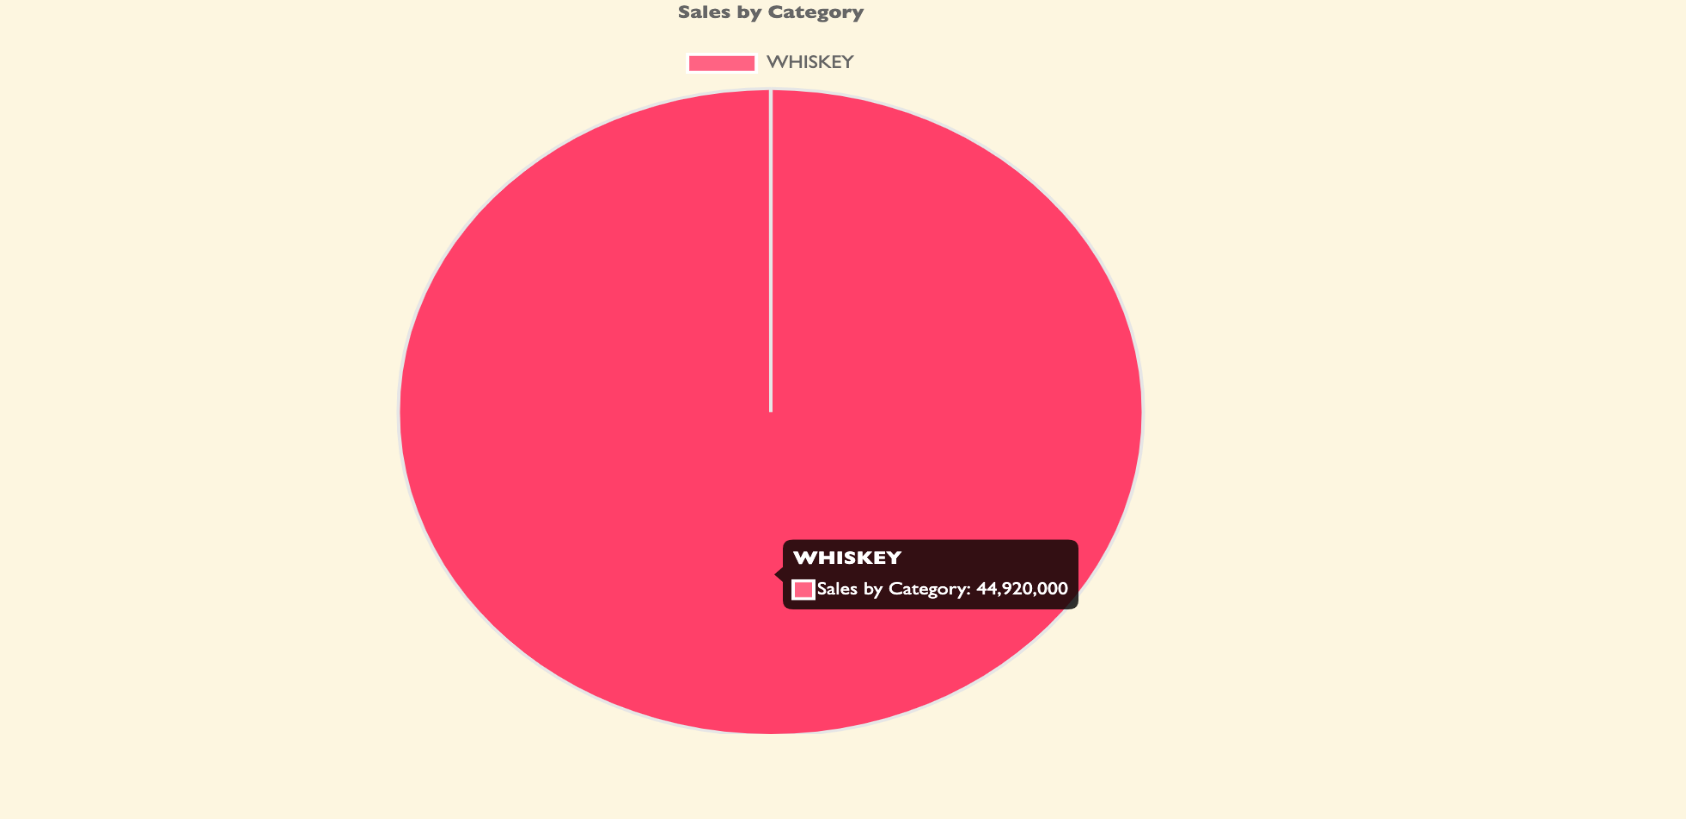 Sales by Category
WHISKEY
WHISKEY
Sales by Category: 44,920,000